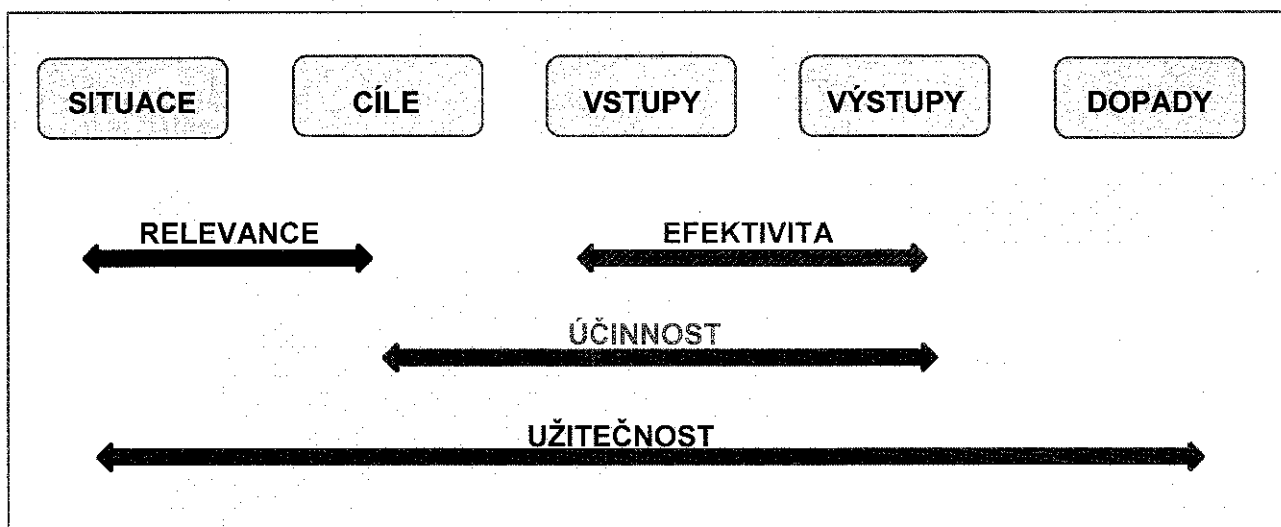 SITUACE CÍLE VSTUPY VÝSTUPY DOPADY
RELEVANCE EFEKTIVITA
ÚČINNOST
UŽITEČNOST